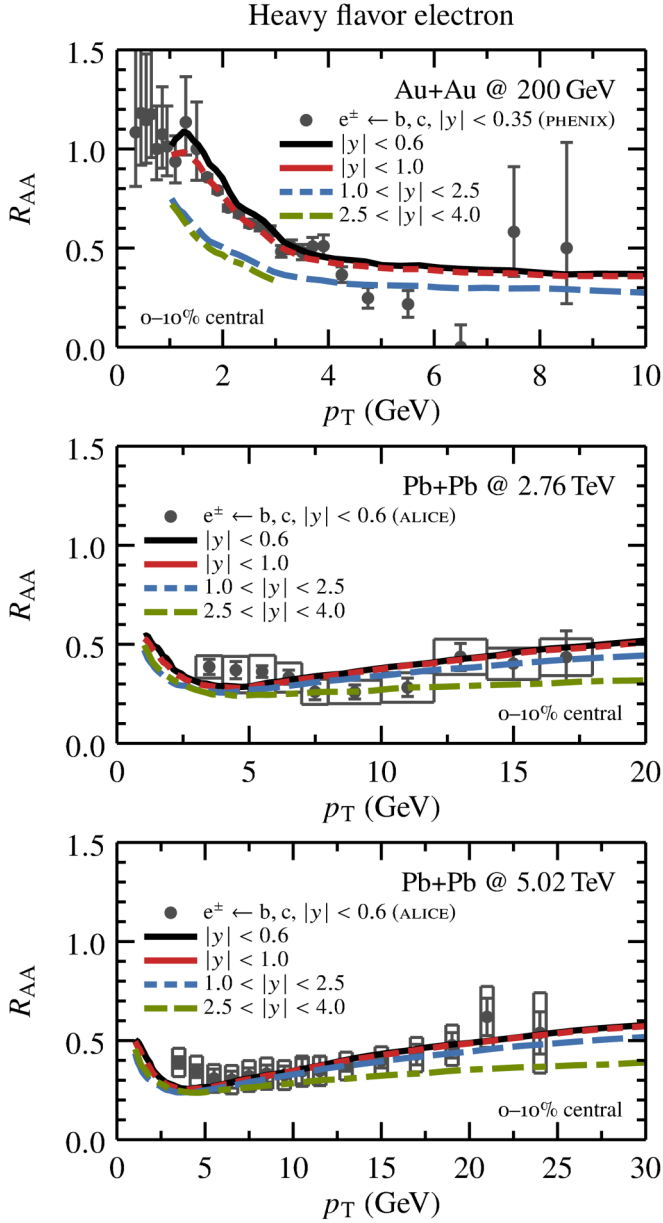 Heavy flavor electron
1.5
Au+Au @ 200 GeV
e± ← b, c, |y| < 0.35 (PHENIX)
|y| < 0.6
|y| < 1.0
1.0 < |y| < 2.5
2.5 < |y| < 4.0
1.0
0.5
0.0
R_AA
0–10% central
0 2 4 6 8 10
p_T (GeV)
1.5
Pb+Pb @ 2.76 TeV
e± ← b, c, |y| < 0.6 (ALICE)
|y| < 0.6
|y| < 1.0
1.0 < |y| < 2.5
2.5 < |y| < 4.0
1.0
0.5
0.0
R_AA
0–10% central
0 5 10 15 20
p_T (GeV)
1.5
Pb+Pb @ 5.02 TeV
e± ← b, c, |y| < 0.6 (ALICE)
|y| < 0.6
|y| < 1.0
1.0 < |y| < 2.5
2.5 < |y| < 4.0
1.0
0.5
0.0
R_AA
0–10% central
0 5 10 15 20 25 30
p_T (GeV)